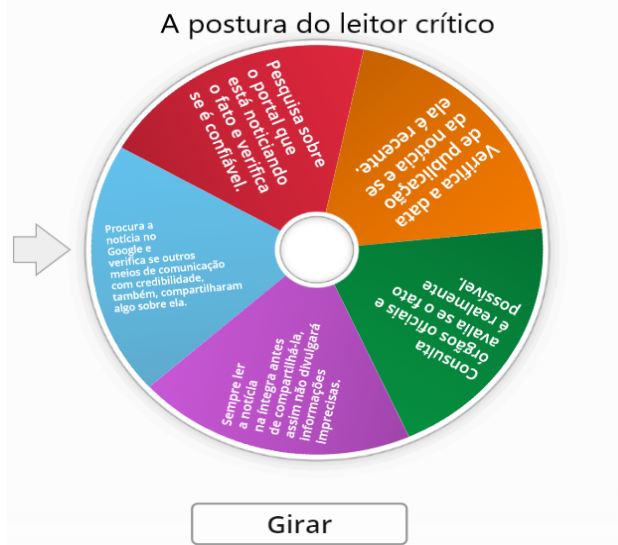 A postura do leitor crítico
Pesquisa sobre
o portal que
está noticiando
o fato e verifica
se é confiável.
Verifica a data
de publicação
da notícia e se
ela é recente.
Procura a
notícia no
Google e
verifica se outros
meios de comunicação
com credibilidade,
também, compartilharam
algo sobre ela.
Consulta
órgãos oficiais e
avalia se o fato
é realmente
possível.
Sempre ler
a notícia
na íntegra antes
de compartilhá-la,
assim não divulgará
informações
imprecisas.
Girar